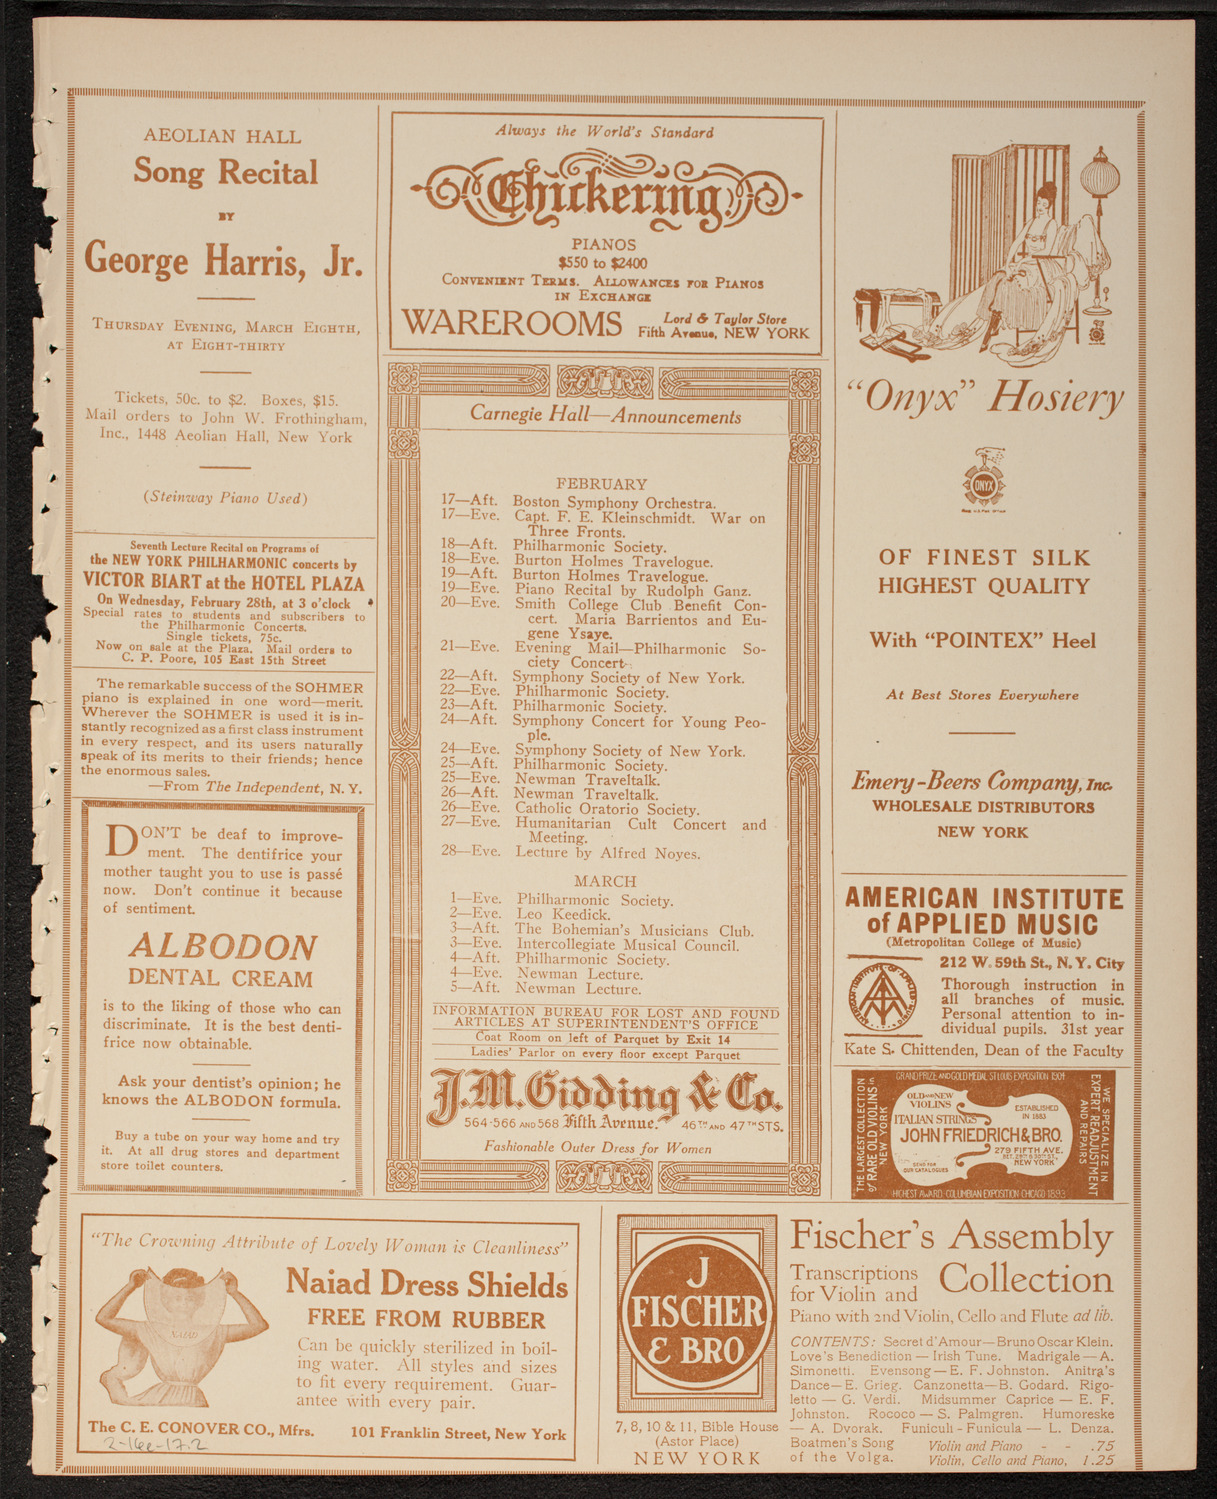 AEOLIAN HALL
Song Recital
BY
George Harris, Jr.
THURSDAY EVENING, MARCH EIGHTH,
AT EIGHT-THIRTY
Tickets, 50c. to $2. Boxes, $15.
Mail orders to John W. Frothingham,
Inc., 1448 Aeolian Hall, New York
(Steinway Piano Used)
Seventh Lecture Recital on Programs of
the NEW YORK PHILHARMONIC concerts by
VICTOR BIART at the HOTEL PLAZA
On Wednesday, February 28th, at 3 o'clock
Special rates to students and subscribers to
the Philharmonic Concerts.
Single tickets, 75c.
Now on sale at the Plaza. Mail orders to
C. P. Poore, 105 East 15th Street
The remarkable success of the SOHMER
piano is explained in one word—merit.
Wherever the SOHMER is used it is in-
stantly recognized as a first class instrument
in every respect, and its users naturally
speak of its merits to their friends; hence
the enormous sales.
—From The Independent, N. Y.
DON'T be deaf to improve-
ment. The dentifrice your
mother taught you to use is passé
now. Don't continue it because
of sentiment.
ALBODON
DENTAL CREAM
is to the liking of those who can
discriminate. It is the best denti-
frice now obtainable.
Ask your dentist's opinion; he
knows the ALBODON formula.
Buy a tube on your way home and try
it. At all drug stores and department
store toilet counters.
Always the World's Standard
Chickering
PIANOS
$550 to $2400
CONVENIENT TERMS. ALLOWANCES FOR PIANOS
IN EXCHANGE
WAREROOMS Lord & Taylor Store
Fifth Avenue, NEW YORK
Carnegie Hall—Announcements
FEBRUARY
17—Aft. Boston Symphony Orchestra.
17—Eve. Capt. F. E. Kleinschmidt. War on
Three Fronts.
18—Aft. Philharmonic Society.
18—Eve. Burton Holmes Travelogue.
19—Aft. Burton Holmes Travelogue.
19—Eve. Piano Recital by Rudolph Ganz.
20—Eve. Smith College Club Benefit Con-
cert. Maria Barrientos and Eu-
gene Ysaye.
21—Eve. Evening Mail—Philharmonic So-
ciety Concert.
22—Aft. Symphony Society of New York.
22—Eve. Philharmonic Society.
23—Aft. Philharmonic Society.
24—Aft. Symphony Concert for Young Peo-
ple.
24—Eve. Symphony Society of New York.
25—Aft. Philharmonic Society.
25—Eve. Newman Traveltalk.
26—Aft. Newman Traveltalk.
26—Eve. Catholic Oratorio Society.
27—Eve. Humanitarian Cult Concert and
Meeting.
28—Eve. Lecture by Alfred Noyes.
MARCH
1—Eve. Philharmonic Society.
2—Eve. Leo Keedick.
3—Aft. The Bohemian's Musicians Club.
3—Eve. Intercollegiate Musical Council.
4—Aft. Philharmonic Society.
4—Eve. Newman Lecture.
5—Aft. Newman Lecture.
INFORMATION BUREAU FOR LOST AND FOUND
ARTICLES AT SUPERINTENDENT'S OFFICE
Coat Room on left of Parquet by Exit 14
Ladies' Parlor on every floor except Parquet
J.M. Gidding & Co.
564-566 AND 568 Fifth Avenue. 46TH AND 47TH STS.
Fashionable Outer Dress for Women
"Onyx" Hosiery
ONYX
OF FINEST SILK
HIGHEST QUALITY
With "POINTEX" Heel
At Best Stores Everywhere
Emery-Beers Company, Inc.
WHOLESALE DISTRIBUTORS
NEW YORK
AMERICAN INSTITUTE
of APPLIED MUSIC
(Metropolitan College of Music)
212 W. 59th St., N. Y. City
Thorough instruction in
all branches of music.
Personal attention to in-
dividual pupils. 31st year
Kate S. Chittenden, Dean of the Faculty
GRAND PRIZE AND GOLD MEDAL ST. LOUIS EXPOSITION 1904
THE LARGEST COLLECTION
of RARE OLD VIOLINS in
NEW YORK
OLD AND NEW
VIOLINS
ITALIAN STRINGS
ESTABLISHED
IN 1883
JOHN FRIEDRICH & BRO.
279 FIFTH AVE.
BET. 29TH & 30TH ST.,
NEW YORK
SEND FOR
OUR CATALOGUES
WE SPECIALIZE IN
EXPERT READJUSTMENT
AND REPAIRS
HIGHEST AWARD COLUMBIAN EXPOSITION CHICAGO 1893
"The Crowning Attribute of Lovely Woman is Cleanliness"
NAIAD
Naiad Dress Shields
FREE FROM RUBBER
Can be quickly sterilized in boil-
ing water. All styles and sizes
to fit every requirement. Guar-
antee with every pair.
The C. E. CONOVER CO., Mfrs. 101 Franklin Street, New York
J
FISCHER
& BRO
7, 8, 10 & 11, Bible House
(Astor Place)
NEW YORK
Fischer's Assembly
Transcriptions
for Violin and
Collection
Piano with 2nd Violin, Cello and Flute ad lib.
CONTENTS: Secret d'Amour—Bruno Oscar Klein.
Love's Benediction — Irish Tune. Madrigale — A.
Simonetti. Evensong — E. F. Johnston. Anitra's
Dance — E. Grieg. Canzonetta — B. Godard. Rigo-
letto — G. Verdi. Midsummer Caprice — E. F.
Johnston. Rococo — S. Palmgren. Humoreske
— A. Dvorak. Funiculi-Funicula — L. Denza.
Boatmen's Song
of the Volga.
Violin and Piano - - .75
Violin, Cello and Piano, 1.25